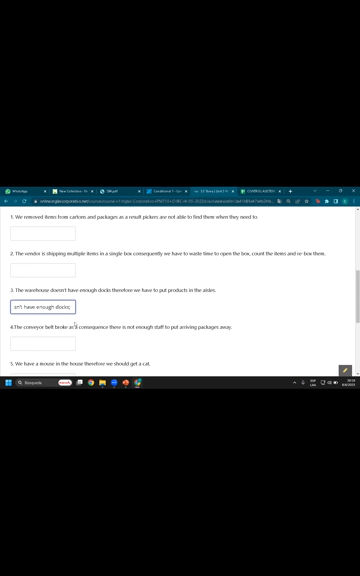 WhatsApp
DIM.pdf
1. We removed items from cartons and packages as a result pickers are not able to find them when they need to.
2. The vendor is shipping multiple items in a single box consequently we have to waste time to open the box, count the items and re-box them.
3. The warehouse doesn't have enough docks therefore we have to put products in the aisles.
sn't have enough docks;
4.The conveyor belt broke as a consequence there is not enough staff to put arriving packages away.
5. We have a mouse in the house therefore we should get a cat.
Búsqueda
ESP